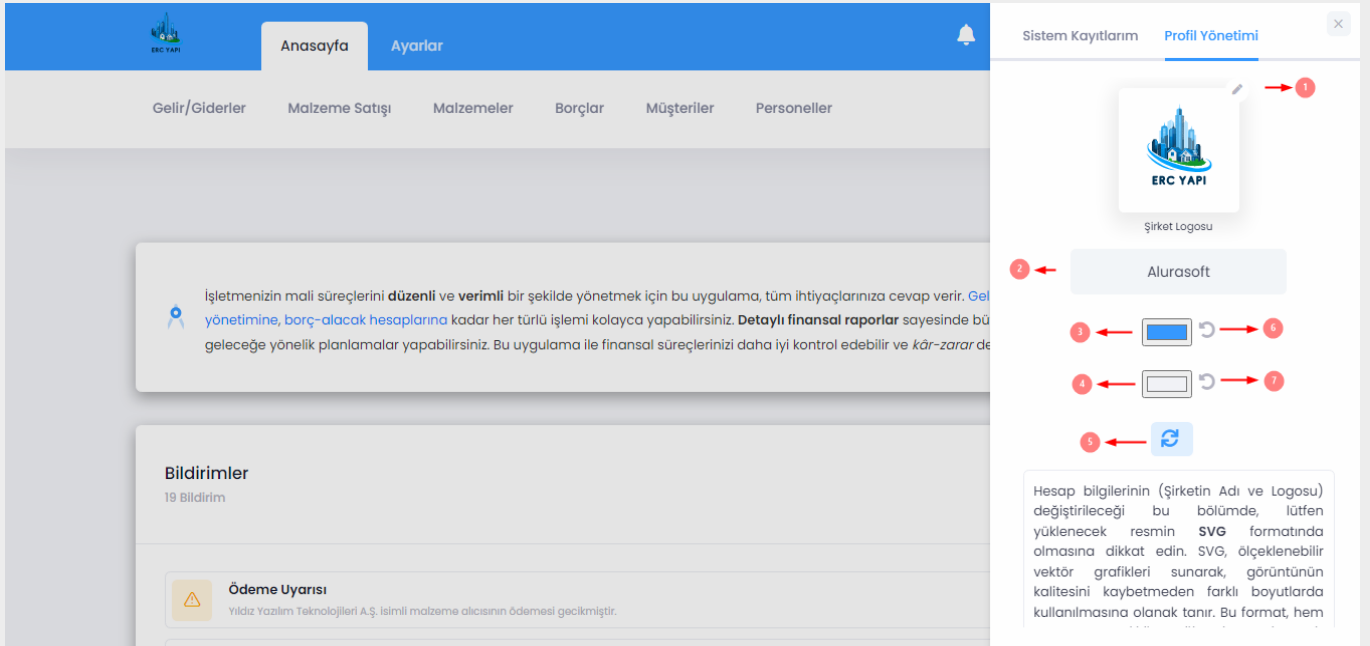 ERC YAPI
Anasayfa
Ayarlar
Sistem Kayıtlarım
Profil Yönetimi
Gelir/Giderler
Malzeme Satışı
Malzemeler
Borçlar
Müşteriler
Personeller
1
ERC YAPI
Şirket Logosu
2
Alurasoft
3
6
4
7
5
İşletmenizin mali süreçlerini düzenli ve verimli bir şekilde yönetmek için bu uygulama, tüm ihtiyaçlarınıza cevap verir. Gel
yönetimine, borç-alacak hesaplarına kadar her türlü işlemi kolayca yapabilirsiniz. Detaylı finansal raporlar sayesinde bü
geleceğe yönelik planlamalar yapabilirsiniz. Bu uygulama ile finansal süreçlerinizi daha iyi kontrol edebilir ve kâr-zarar de
Bildirimler
19 Bildirim
Ödeme Uyarısı
Yıldız Yazılım Teknolojileri A.Ş. isimli malzeme alıcısının ödemesi gecikmiştir.
Hesap bilgilerinin (Şirketin Adı ve Logosu)
değiştirileceği bu bölümde, lütfen
yüklenecek resmin SVG formatında
olmasına dikkat edin. SVG, ölçeklenebilir
vektör grafikleri sunarak, görüntünün
kalitesini kaybetmeden farklı boyutlarda
kullanılmasına olanak tanır. Bu format, hem